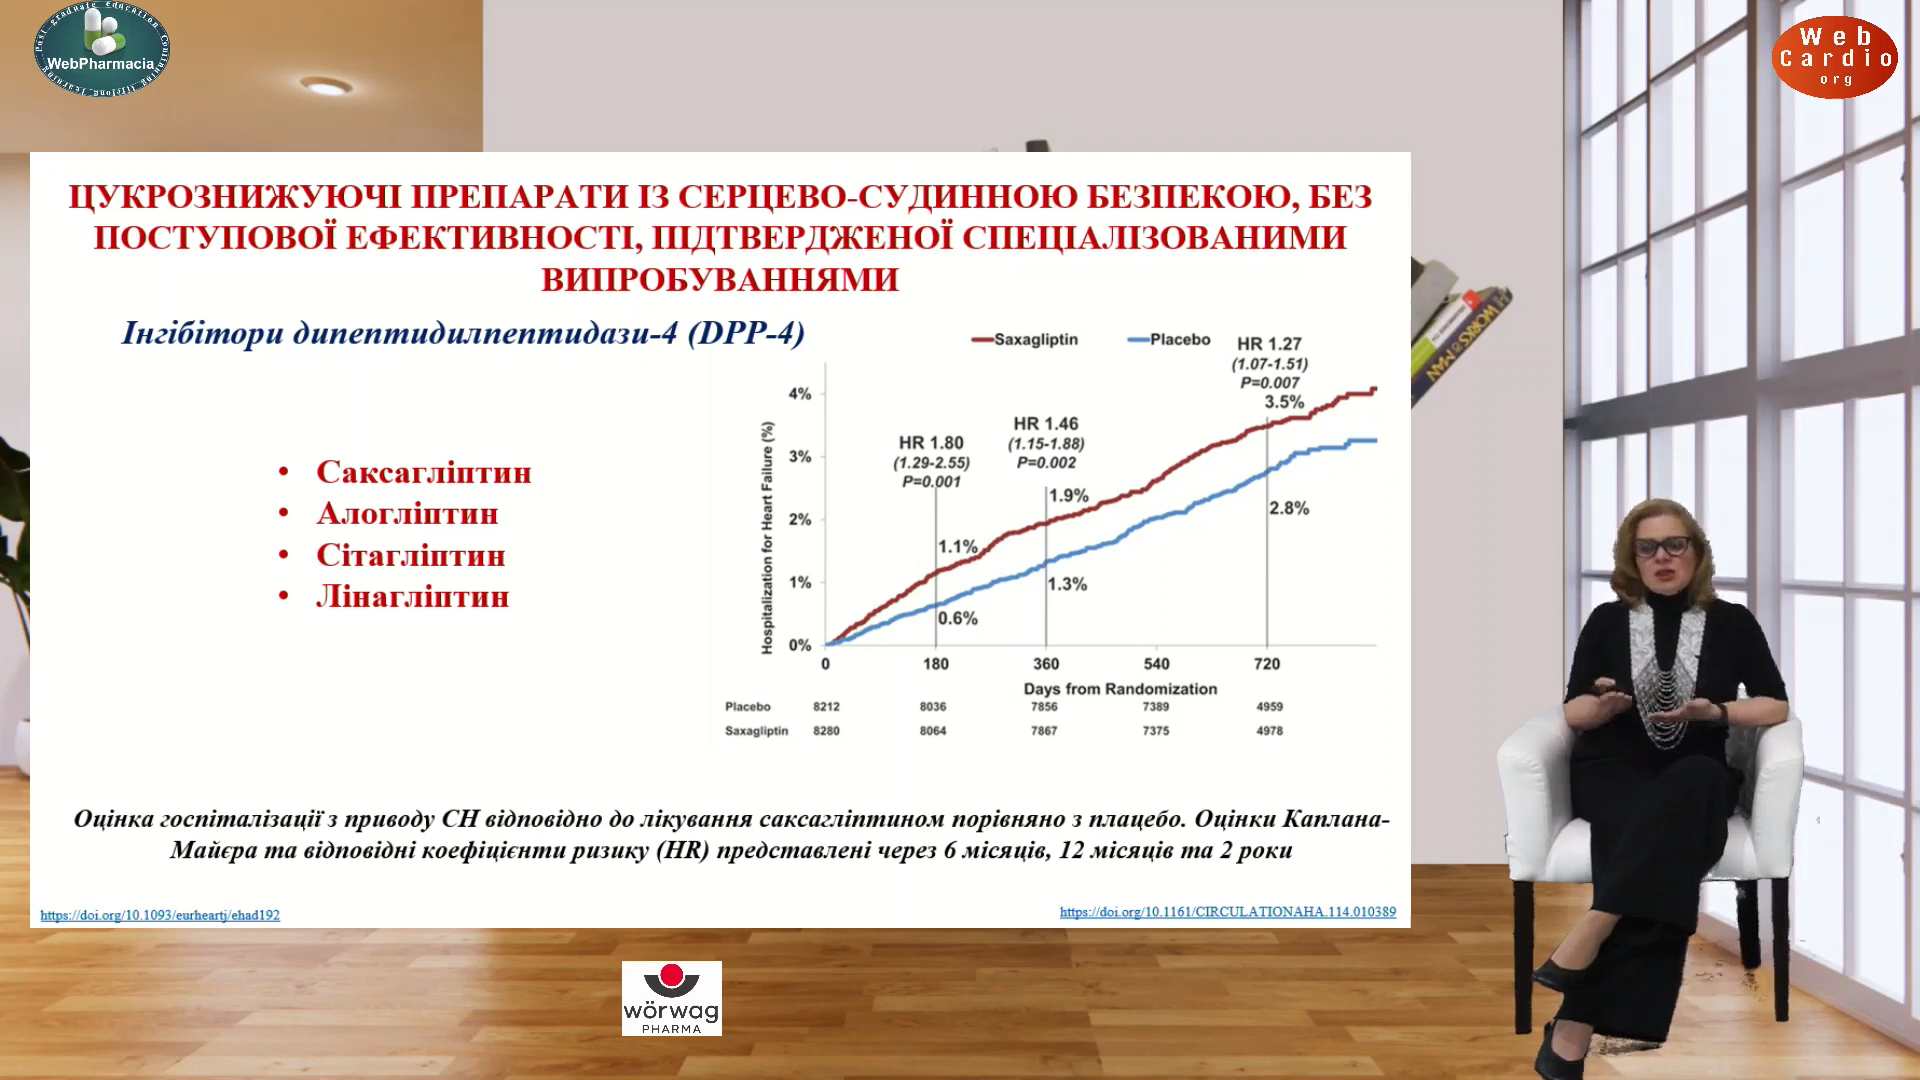 WebPharmacia
Web
Cardio
org
ЦУКРОЗНИЖУЮЧІ ПРЕПАРАТИ ІЗ СЕРЦЕВО-СУДИННОЮ БЕЗПЕКОЮ, БЕЗ
ПОСТУПОВОЇ ЕФЕКТИВНОСТІ, ПІДТВЕРДЖЕНОЇ СПЕЦІАЛІЗОВАНИМИ
ВИПРОБУВАННЯМИ
Інгібітори дипептидилпептидази-4 (DPP-4)
• Саксагліптин
• Алогліптин
• Сітагліптин
• Лінагліптин
Saxagliptin Placebo
HR 1.27
(1.07-1.51)
P=0.007
3.5%
HR 1.46
(1.15-1.88)
P=0.002
1.9%
HR 1.80
(1.29-2.55)
P=0.001
1.1%
2.8%
1.3%
0.6%
Hospitalization for Heart Failure (%)
4%
3%
2%
1%
0%
0 180 360 540 720
Days from Randomization
Placebo 8212 8036 7856 7389 4959
Saxagliptin 8280 8064 7867 7375 4978
Оцінка госпіталізації з приводу СН відповідно до лікування саксагліптином порівняно з плацебо. Оцінки Каплана-
Майєра та відповідні коефіцієнти ризику (HR) представлені через 6 місяців, 12 місяців та 2 роки
https://doi.org/10.1093/eurheartj/ehad192
https://doi.org/10.1161/CIRCULATIONAHA.114.010389
WORKS
MAN
wörwag
PHARMA